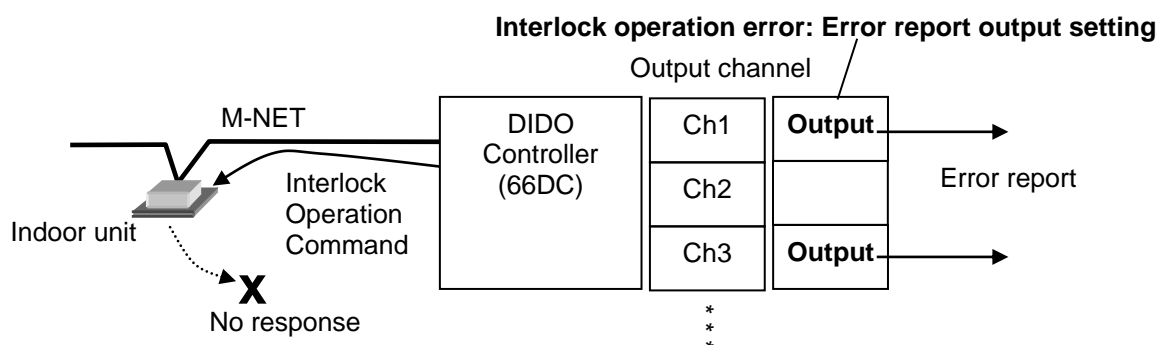 Interlock operation error: Error report output setting
Output channel
M-NET
DIDO
Controller
(66DC)
Ch1
Output
Interlock
Operation
Command
Ch2
Error report
Indoor unit
Ch3
Output
X
No response
*
*
*